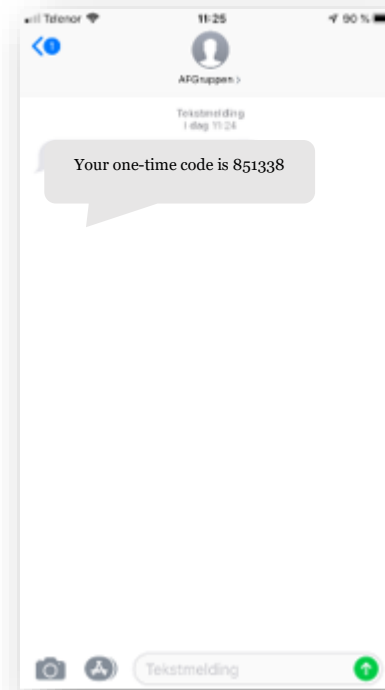 Telenor 11:25 90 %
1
AFGruppen >
Tekstmelding
I dag 11:24
Your one-time code is 851338
Tekstmelding